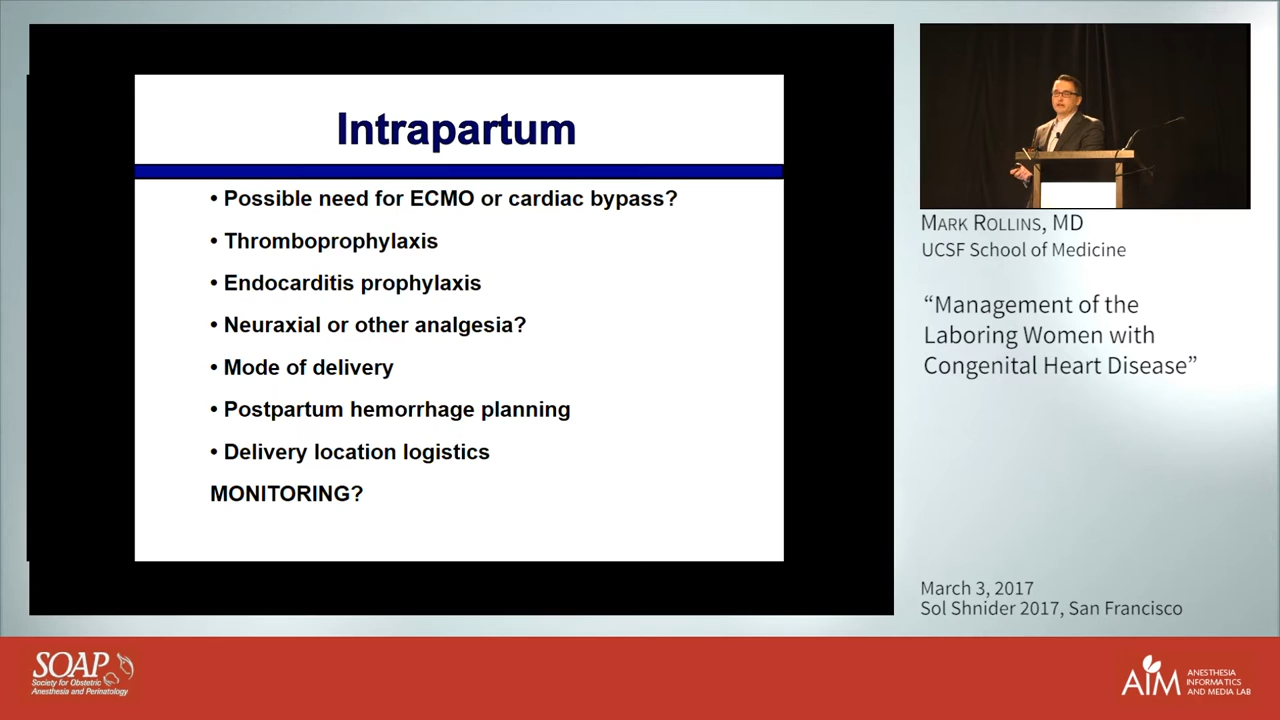 Intrapartum
• Possible need for ECMO or cardiac bypass?
• Thromboprophylaxis
• Endocarditis prophylaxis
• Neuraxial or other analgesia?
• Mode of delivery
• Postpartum hemorrhage planning
• Delivery location logistics
MONITORING?
MARK ROLLINS, MD
UCSF School of Medicine
“Management of the
Laboring Women with
Congenital Heart Disease”
March 3, 2017
Sol Shnider 2017, San Francisco
SOAP
Society for Obstetric
Anesthesia and Perinatology
AIM
ANESTHESIA
INFORMATICS
AND MEDIA LAB